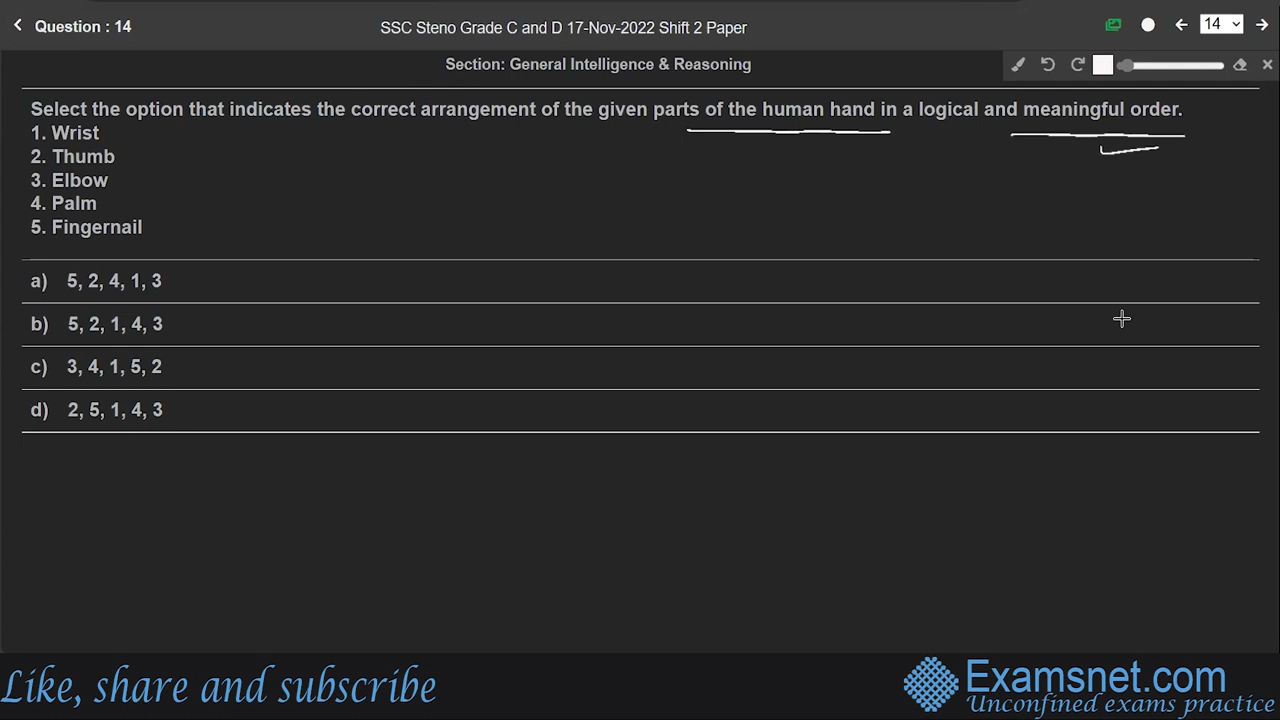 Question : 14
SSC Steno Grade C and D 17-Nov-2022 Shift 2 Paper
14
Section: General Intelligence & Reasoning
Select the option that indicates the correct arrangement of the given parts of the human hand in a logical and meaningful order.
1. Wrist
2. Thumb
3. Elbow
4. Palm
5. Fingernail
a) 5, 2, 4, 1, 3
b) 5, 2, 1, 4, 3
c) 3, 4, 1, 5, 2
d) 2, 5, 1, 4, 3
Like, share and subscribe
Examsnet.com
Unconfined exams practice